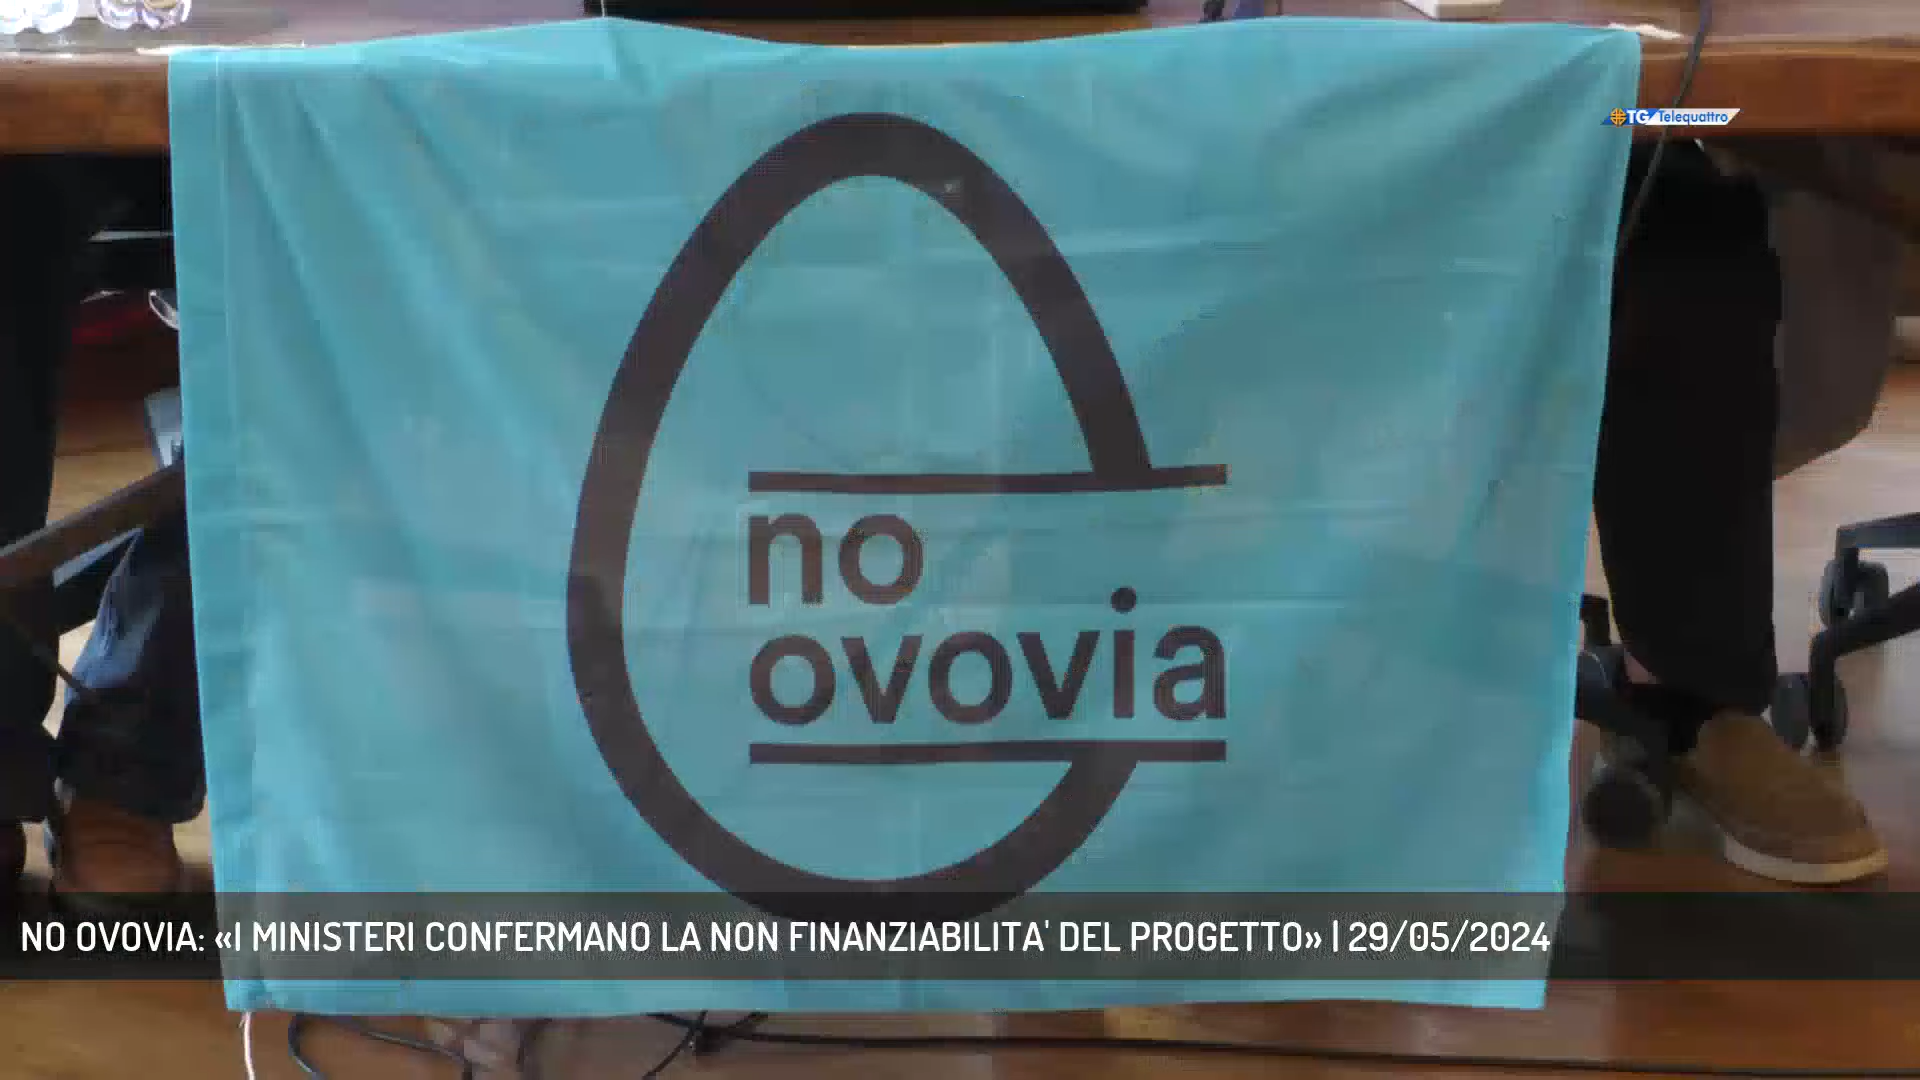 TG Telequattro
no
ovovia
NO OVOVIA: «I MINISTERI CONFERMANO LA NON FINANZIABILITA' DEL PROGETTO» | 29/05/2024